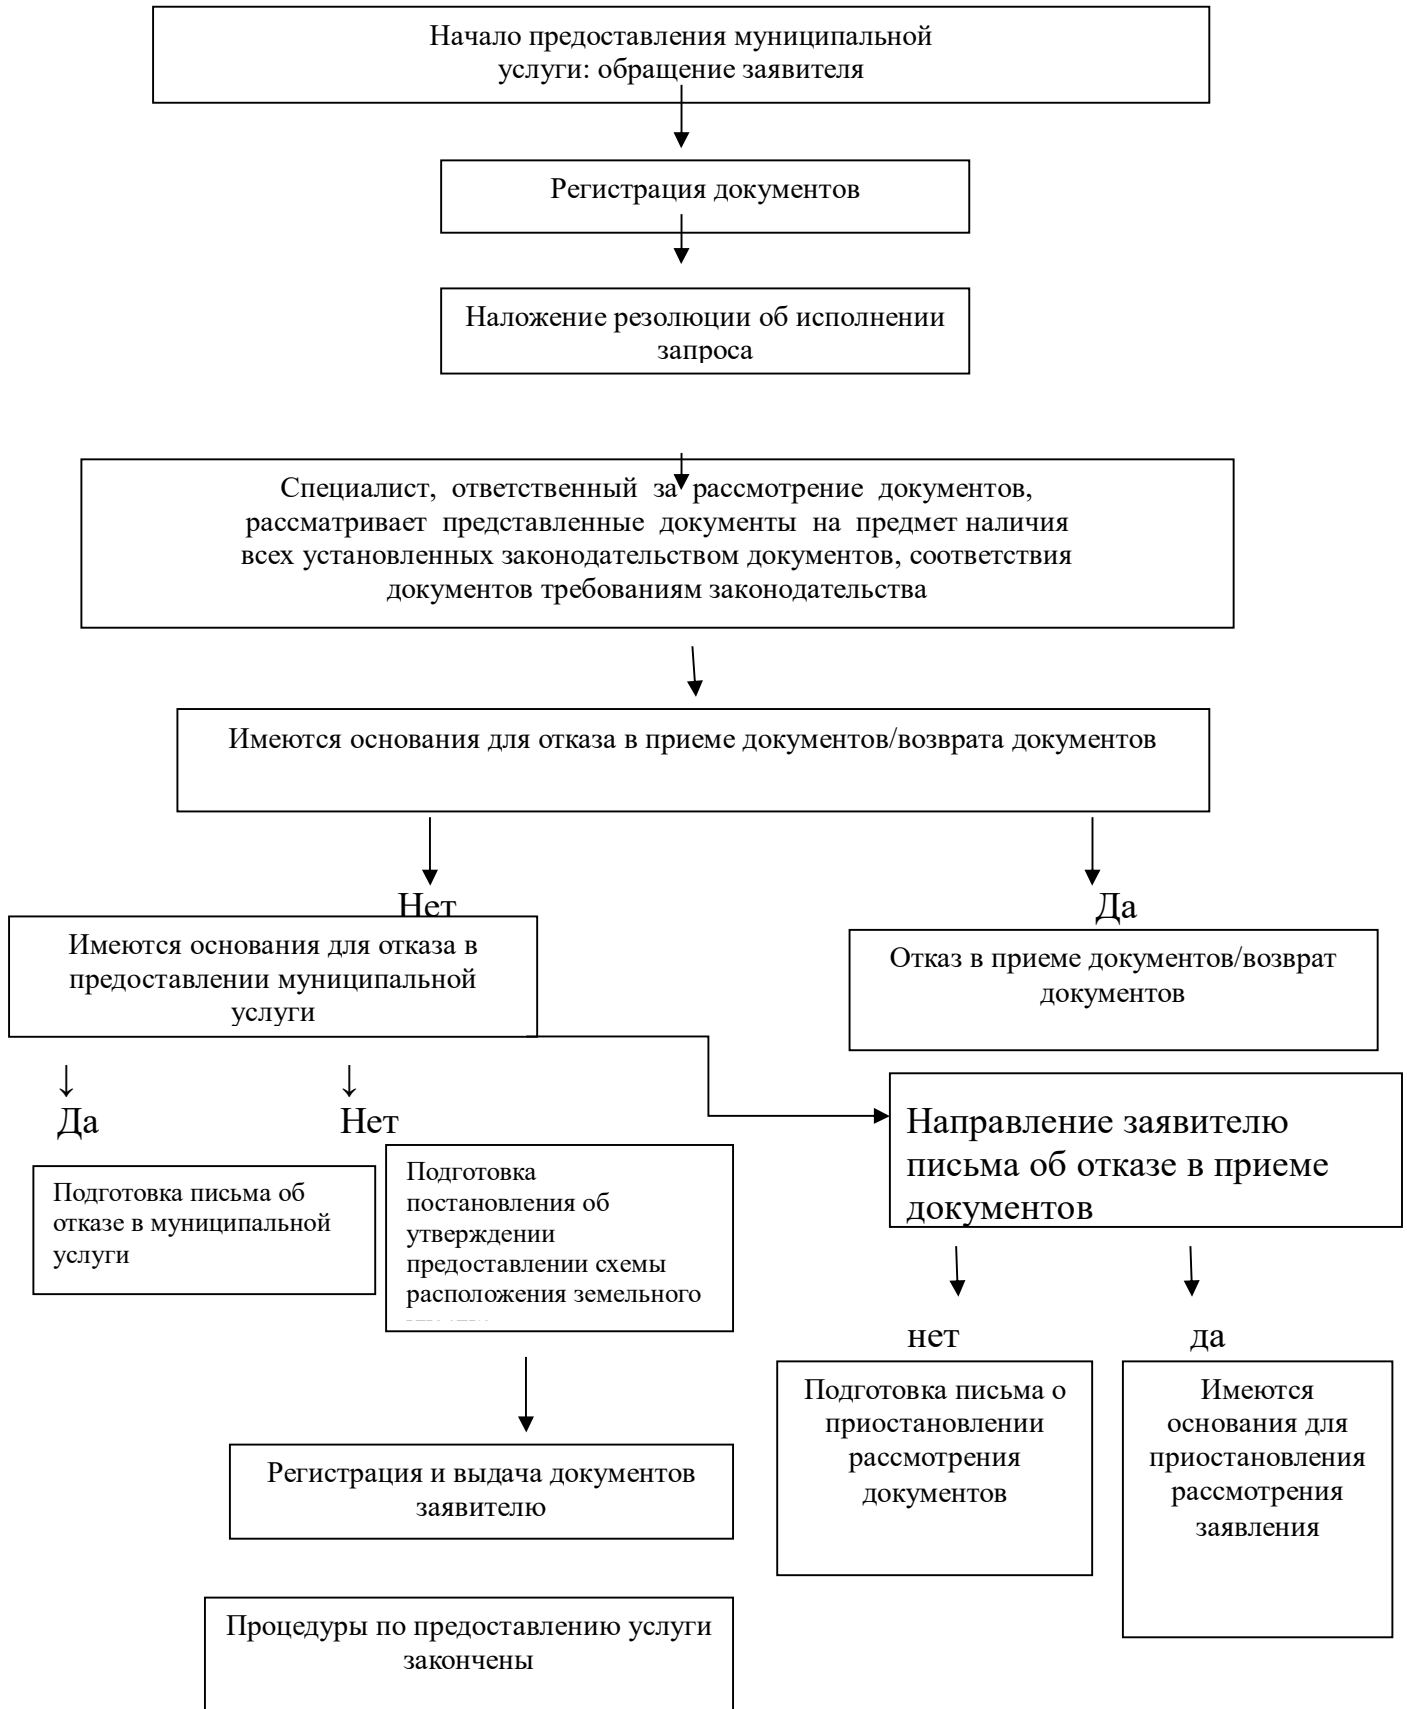 Начало предоставления муниципальной
услуги: обращение заявителя
Регистрация документов
Наложение резолюции об исполнении
запроса
Специалист, ответственный за рассмотрение документов,
рассматривает представленные документы на предмет наличия
всех установленных законодательством документов, соответствия
документов требованиям законодательства
Имеются основания для отказа в приеме документов/возврата документов
Нет
Да
Имеются основания для отказа в
предоставлении муниципальной
услуги
Отказ в приеме документов/возврат
документов
↓ ↓
Да Нет
Направление заявителю
письма об отказе в приеме
документов
Подготовка письма об
отказе в муниципальной
услуги
Подготовка
постановления об
утверждении
предоставлении схемы
расположения земельного
нет да
Подготовка письма о
приостановлении
рассмотрения
документов
Имеются
основания для
приостановления
рассмотрения
заявления
Регистрация и выдача документов
заявителю
Процедуры по предоставлению услуги
закончены